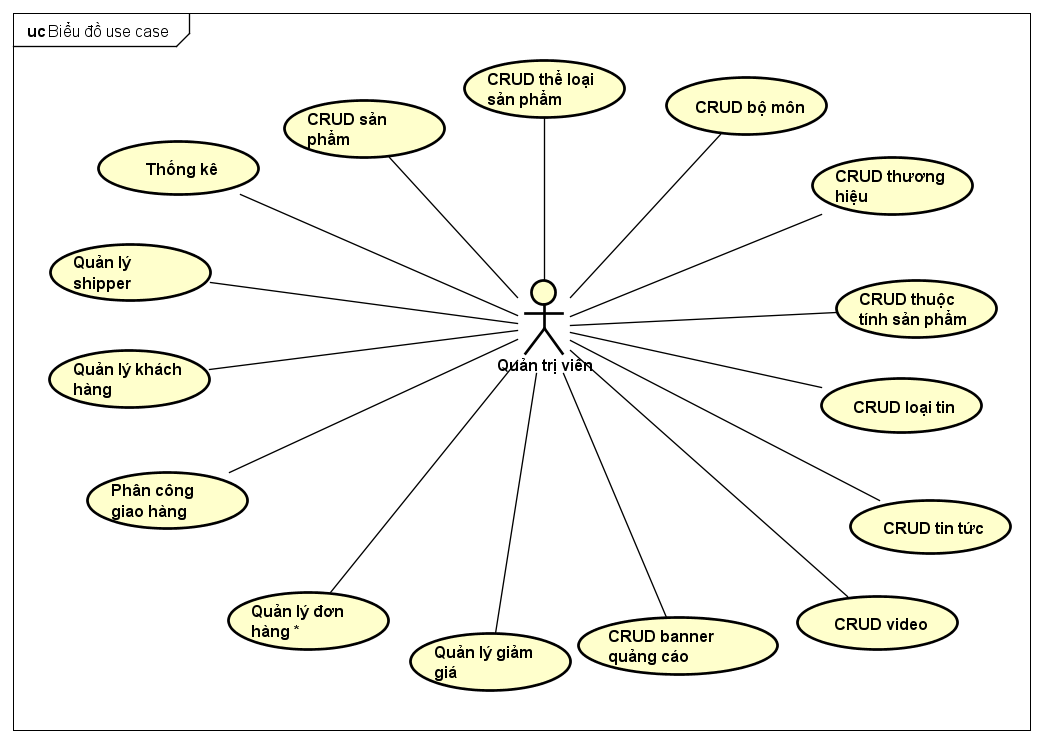 uc Biểu đồ use case
CRUD thể loại
sản phẩm
CRUD bộ môn
CRUD sản
phẩm
Thống kê
CRUD thương
hiệu
Quản lý
shipper
CRUD thuộc
tính sản phẩm
Quản trị viên
Quản lý khách
hàng
CRUD loại tin
Phân công
giao hàng
CRUD tin tức
Quản lý đơn
hàng *
CRUD video
Quản lý giảm
giá
CRUD banner
quảng cáo